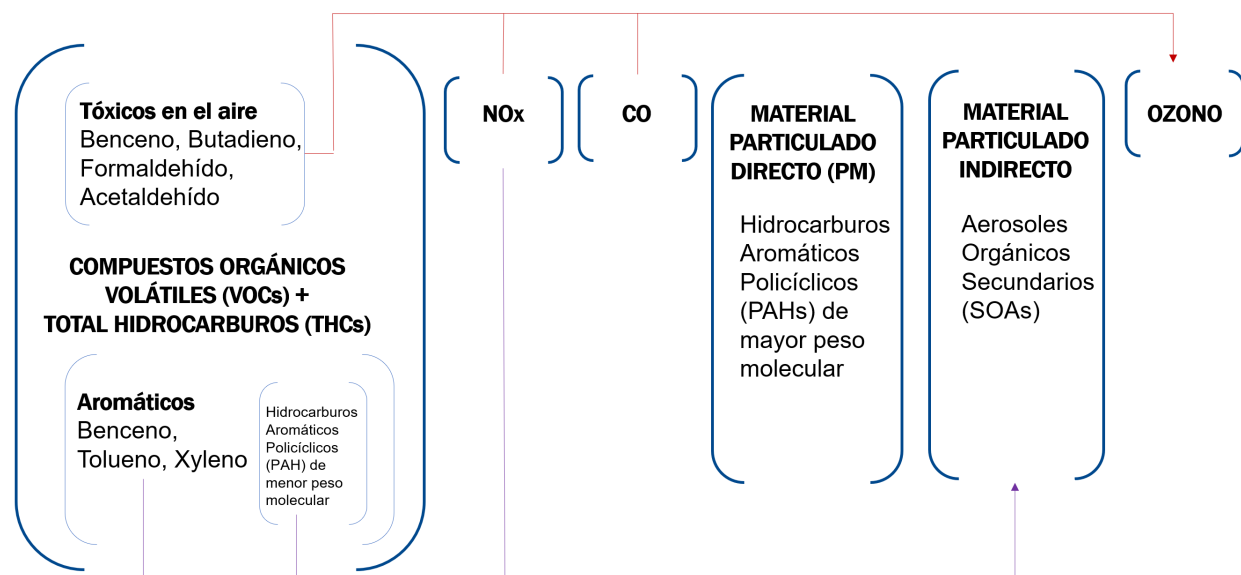 Tóxicos en el aire
Benceno, Butadieno,
Formaldehído,
Acetaldehído
COMPUESTOS ORGÁNICOS
VOLÁTILES (VOCs) +
TOTAL HIDROCARBUROS (THCs)
Aromáticos
Benceno,
Tolueno, Xyleno
Hidrocarburos
Aromáticos
Policíclicos
(PAH) de
menor peso
molecular
NOx
CO
MATERIAL
PARTICULADO
DIRECTO (PM)
Hidrocarburos
Aromáticos
Policíclicos
(PAHs) de
mayor peso
molecular
MATERIAL
PARTICULADO
INDIRECTO
Aerosoles
Orgánicos
Secundarios
(SOAs)
OZONO